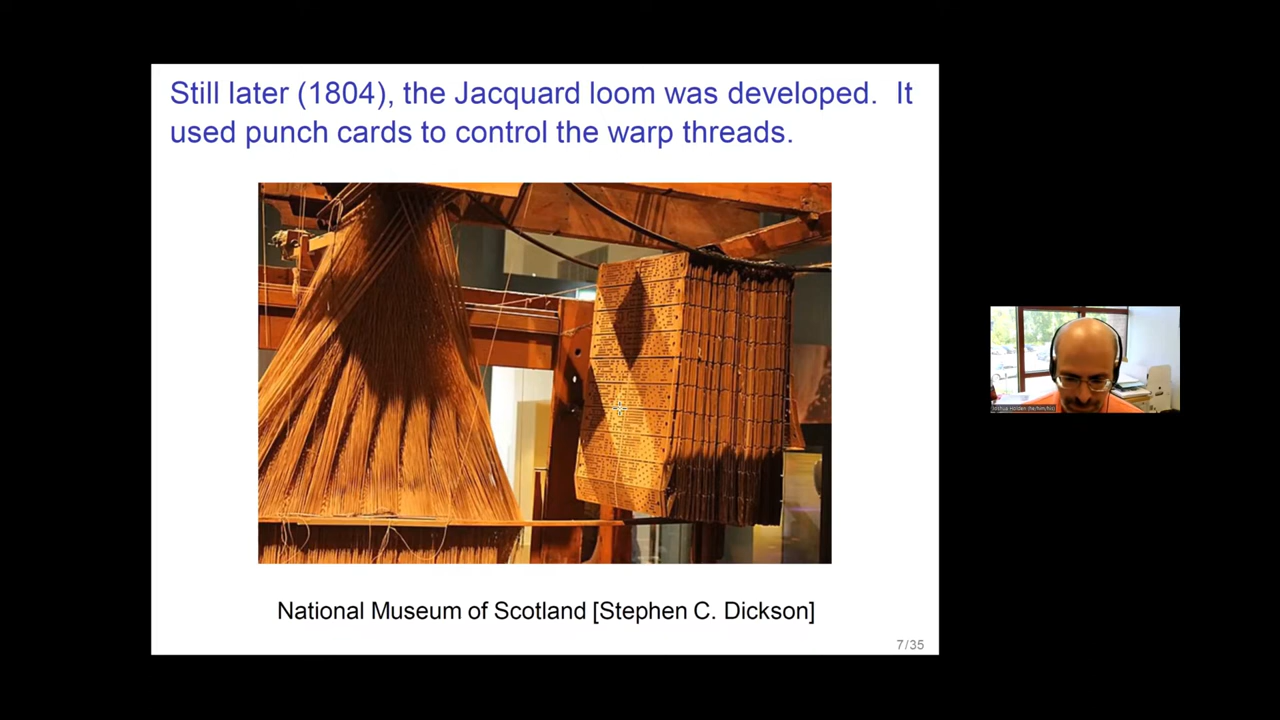 Still later (1804), the Jacquard loom was developed. It
used punch cards to control the warp threads.
National Museum of Scotland [Stephen C. Dickson]
7/35